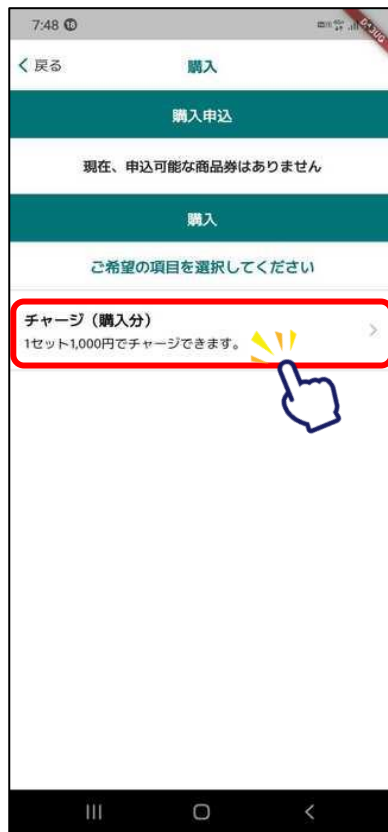 7:48
戻る
購入
DEBUG
購入申込
現在、申込可能な商品券はありません
購入
ご希望の項目を選択してください
チャージ（購入分）
1セット1,000円でチャージできます。